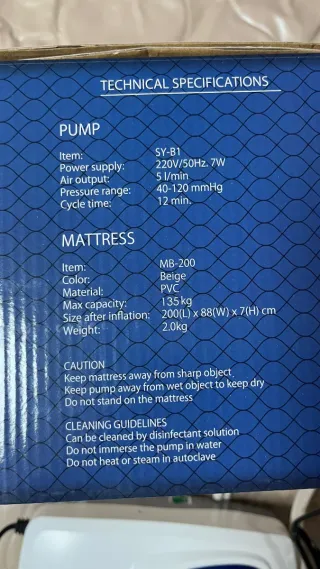 TECHNICAL SPECIFICATIONS
PUMP
Item: SY-B1
Power supply: 220V/50Hz. 7W
Air output: 5 l/min
Pressure range: 40-120 mmHg
Cycle time: 12 min.
MATTRESS
Item: MB-200
Color: Beige
Material: PVC
Max capacity: 135 kg
Size after inflation: 200(L) x 88(W) x 7(H) cm
Weight: 2.0kg
CAUTION
Keep mattress away from sharp object
Keep pump away from wet object to keep dry
Do not stand on the mattress
CLEANING GUIDELINES
Can be cleaned by disinfectant solution
Do not immerse the pump in water
Do not heat or steam in autoclave